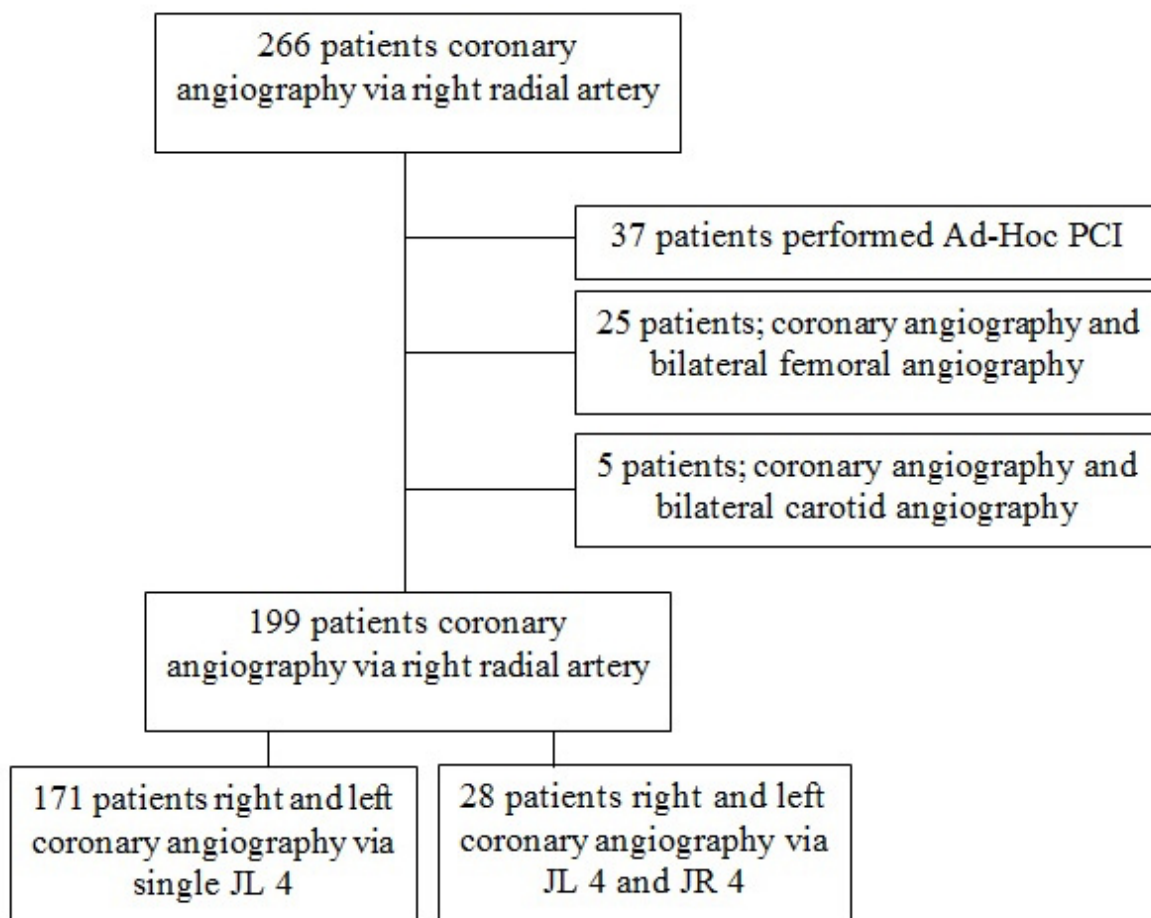 266 patients coronary
angiography via right radial artery
37 patients performed Ad-Hoc PCI
25 patients; coronary angiography and
bilateral femoral angiography
5 patients; coronary angiography and
bilateral carotid angiography
199 patients coronary
angiography via right radial artery
171 patients right and left
coronary angiography via
single JL 4
28 patients right and left
coronary angiography via
JL 4 and JR 4